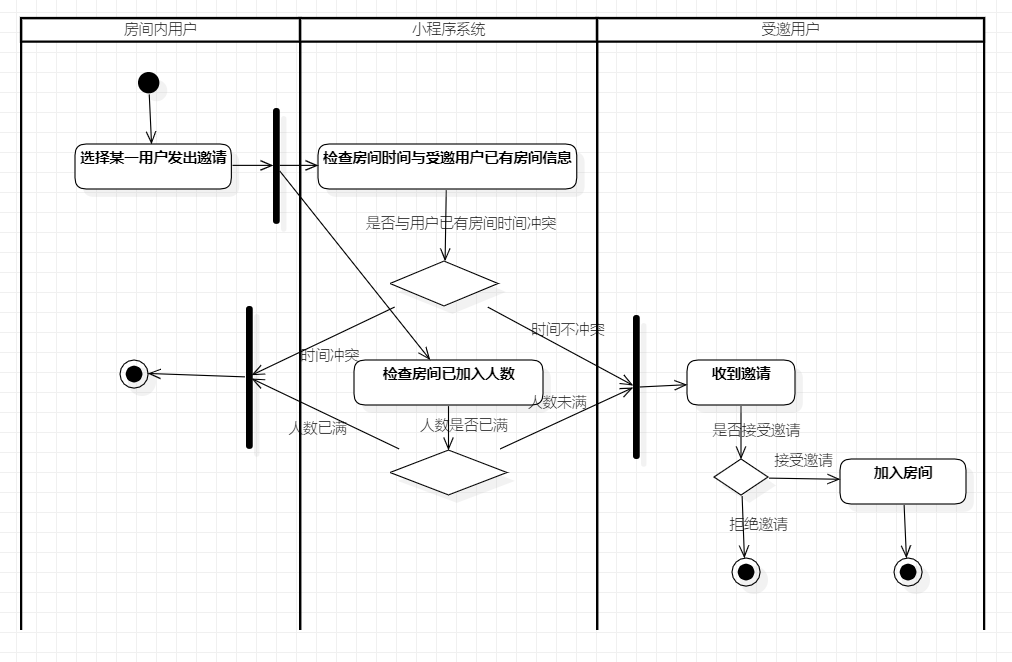 房间内用户
小程序系统
受邀用户
选择某一用户发出邀请
检查房间时间与受邀用户已有房间信息
是否与用户已有房间时间冲突
时间不冲突
时间冲突
检查房间已加入人数
收到邀请
人数未满
人数已满
人数是否已满
是否接受邀请
接受邀请
加入房间
拒绝邀请